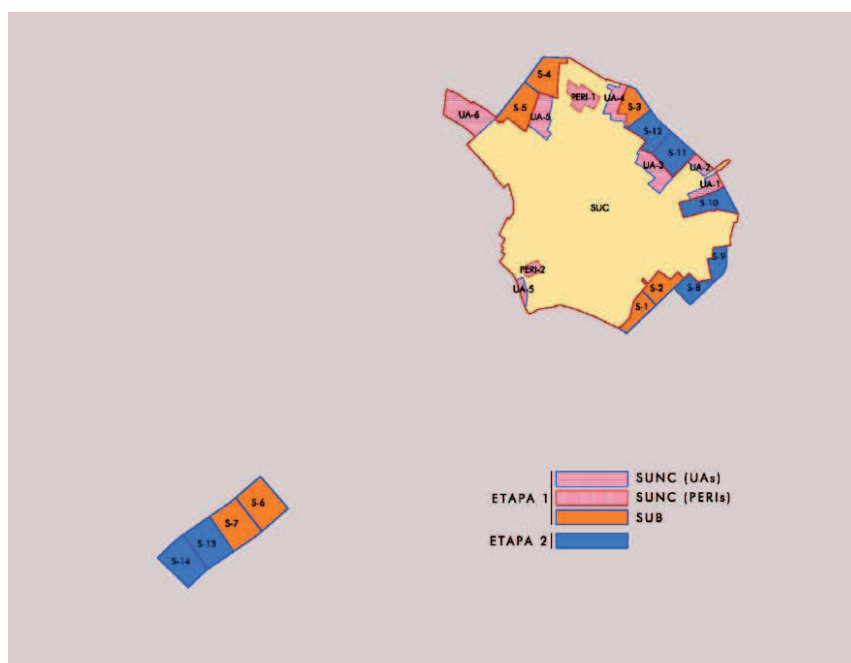 S-4
S-5
UA-5
UA-6
PERI-1
UA-4
S-3
S-12
S-11
UA-3
UA-2
UA-1
S-10
SUC
S-9
S-8
S-2
S-1
PERI-2
UA-5
S-6
S-7
S-13
S-14
ETAPA 1
SUNC (UAs)
SUNC (PERIs)
SUB
ETAPA 2